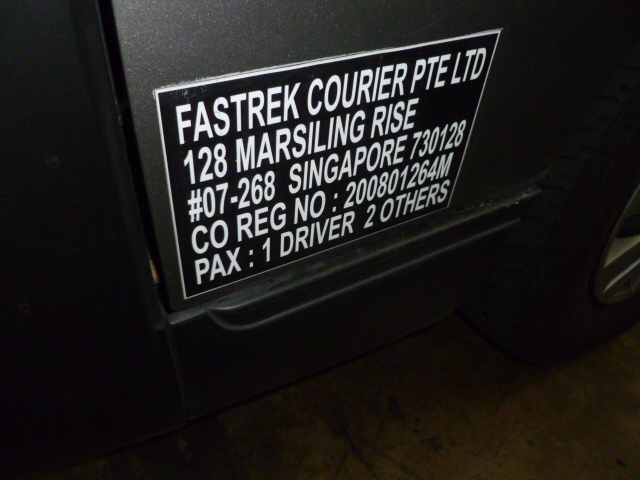 FASTREK COURIER PTE LTD
128 MARSILING RISE
#07-268 SINGAPORE 730128
CO REG NO : 200801264M
PAX : 1 DRIVER 2 OTHERS